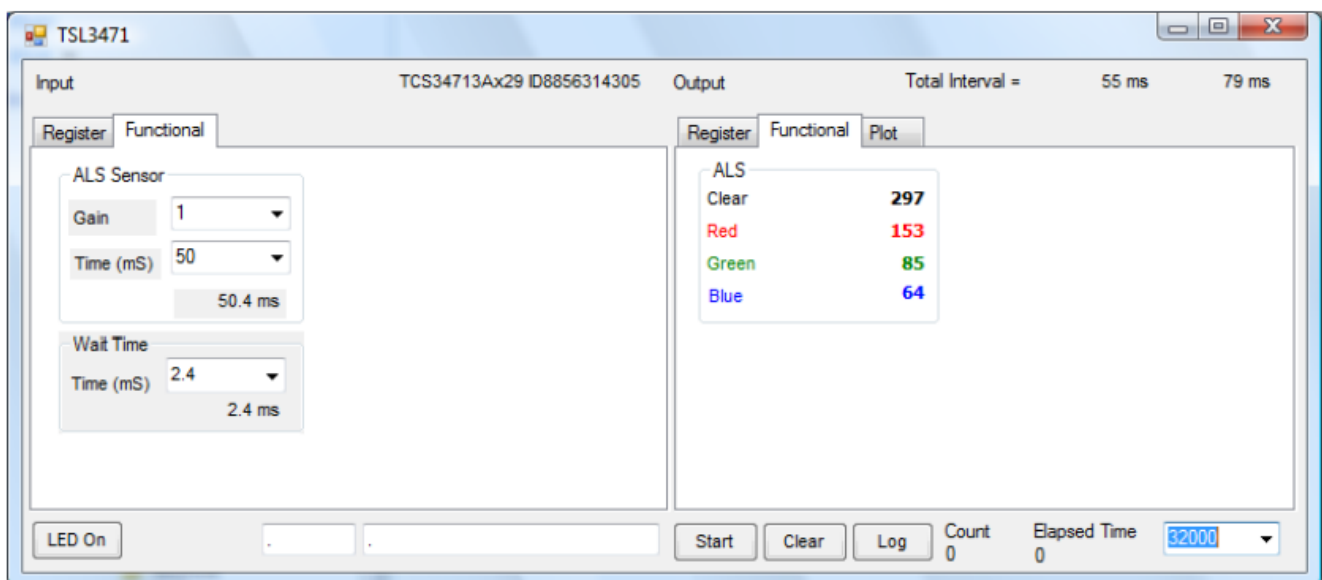 TSL3471
Input TCS34713Ax29 ID8856314305 Output Total Interval = 55 ms 79 ms
Register Functional
ALS Sensor
Gain 1
Time (mS) 50
50.4 ms
Wait Time
Time (mS) 2.4
2.4 ms
Register Functional Plot
ALS
Clear 297
Red 153
Green 85
Blue 64
LED On . .
Start Clear Log Count 0 Elapsed Time 0 32000